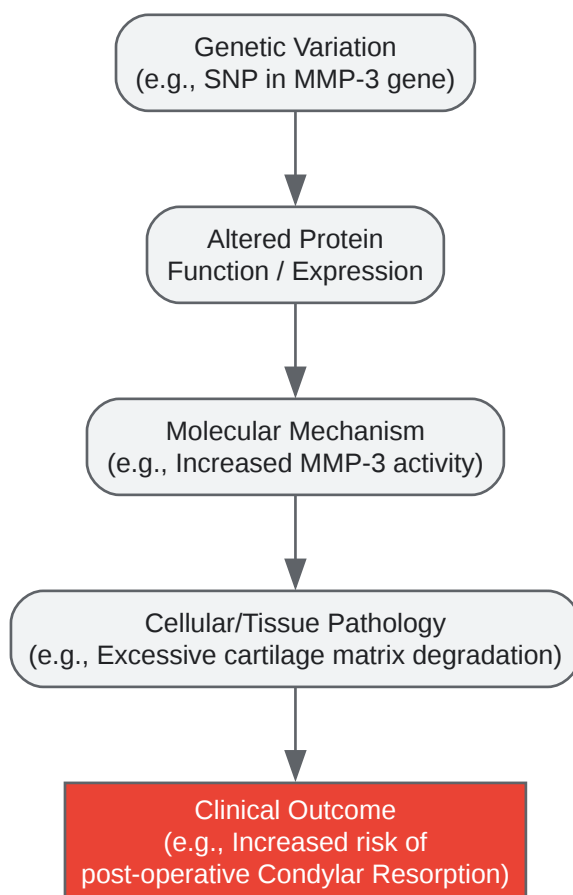 Genetic Variation
(e.g., SNP in MMP-3 gene)
Altered Protein
Function / Expression
Molecular Mechanism
(e.g., Increased MMP-3 activity)
Cellular/Tissue Pathology
(e.g., Excessive cartilage matrix degradation)
Clinical Outcome
(e.g., Increased risk of
post-operative Condylar Resorption)